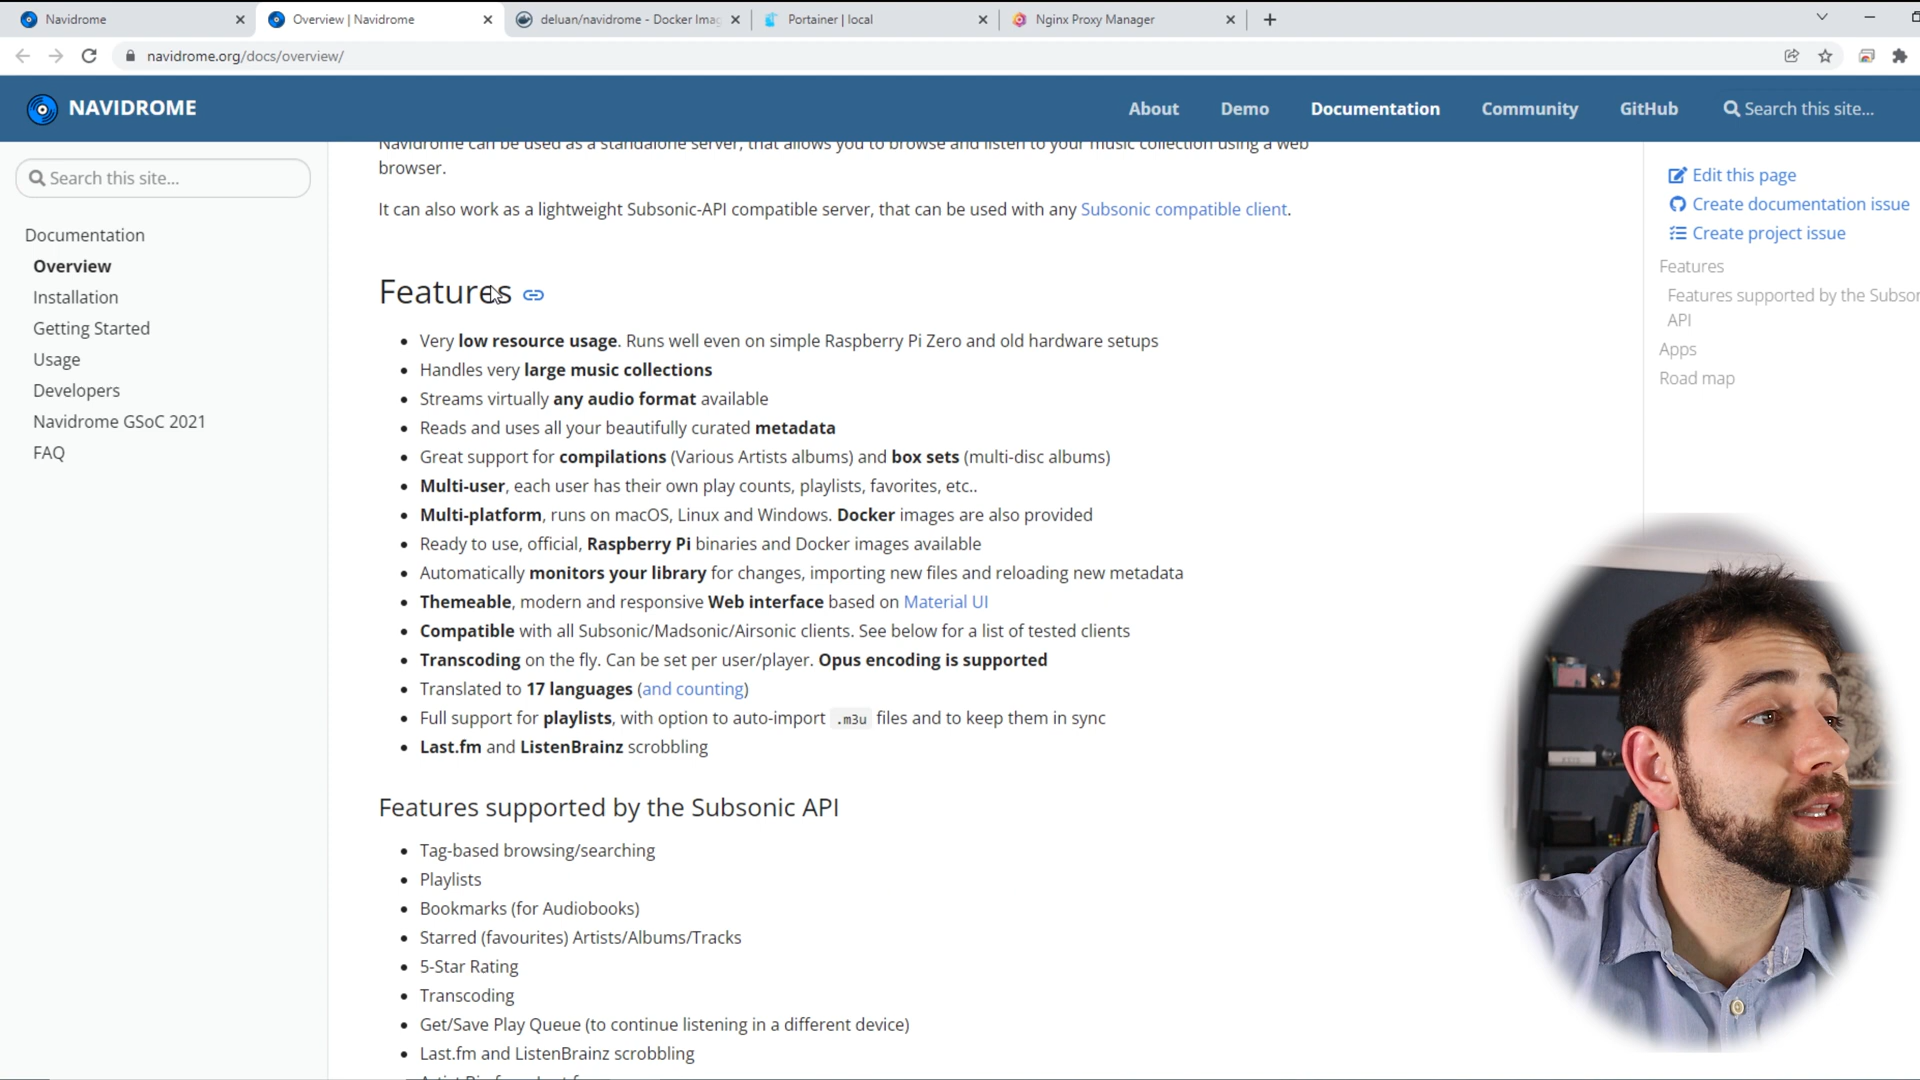 Navidrome
Overview | Navidrome
deluan/navidrome - Docker Imag
Portainer | local
Nginx Proxy Manager
navidrome.org/docs/overview/
NAVIDROME
About
Demo
Documentation
Community
GitHub
Search this site...
Search this site...
Documentation
Overview
Installation
Getting Started
Usage
Developers
Navidrome GSoC 2021
FAQ
Navidrome can be used as a standalone server, that allows you to browse and listen to your music collection using a web
browser.
It can also work as a lightweight Subsonic-API compatible server, that can be used with any Subsonic compatible client.
Features
Very low resource usage. Runs well even on simple Raspberry Pi Zero and old hardware setups
Handles very large music collections
Streams virtually any audio format available
Reads and uses all your beautifully curated metadata
Great support for compilations (Various Artists albums) and box sets (multi-disc albums)
Multi-user, each user has their own play counts, playlists, favorites, etc..
Multi-platform, runs on macOS, Linux and Windows. Docker images are also provided
Ready to use, official, Raspberry Pi binaries and Docker images available
Automatically monitors your library for changes, importing new files and reloading new metadata
Themeable, modern and responsive Web interface based on Material UI
Compatible with all Subsonic/Madsonic/Airsonic clients. See below for a list of tested clients
Transcoding on the fly. Can be set per user/player. Opus encoding is supported
Translated to 17 languages (and counting)
Full support for playlists, with option to auto-import .m3u files and to keep them in sync
Last.fm and ListenBrainz scrobbling
Features supported by the Subsonic API
Tag-based browsing/searching
Playlists
Bookmarks (for Audiobooks)
Starred (favourites) Artists/Albums/Tracks
5-Star Rating
Transcoding
Get/Save Play Queue (to continue listening in a different device)
Last.fm and ListenBrainz scrobbling
Edit this page
Create documentation issue
Create project issue
Features
Features supported by the Subsor
API
Apps
Road map